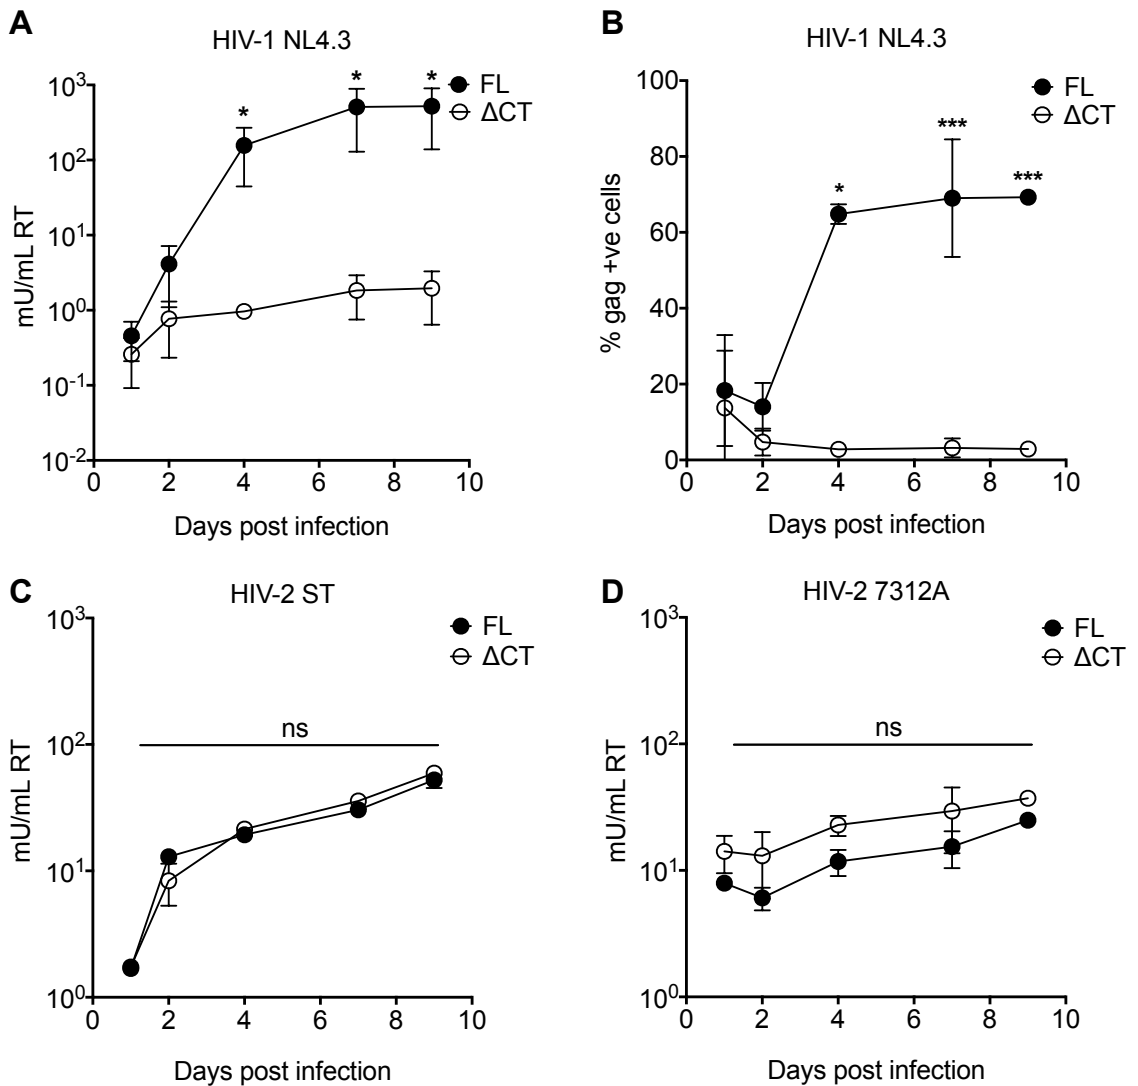 A
HIV-1 NL4.3
FL
ΔCT
* * *
mU/mL RT
10³
10²
10¹
10⁰
10⁻¹
10⁻²
0 2 4 6 8 10
Days post infection
B
HIV-1 NL4.3
FL
ΔCT
* *** ***
% gag +ve cells
100
80
60
40
20
0
0 2 4 6 8 10
Days post infection
C
HIV-2 ST
FL
ΔCT
ns
mU/mL RT
10³
10²
10¹
10⁰
0 2 4 6 8 10
Days post infection
D
HIV-2 7312A
FL
ΔCT
ns
mU/mL RT
10³
10²
10¹
10⁰
0 2 4 6 8 10
Days post infection